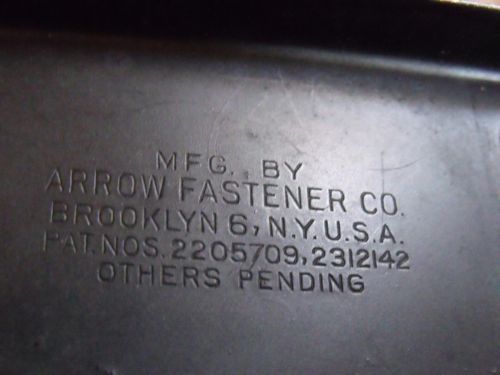 MFG. BY
ARROW FASTENER CO.
BROOKLYN 6, N.Y. U.S.A.
PAT. NOS. 2205709, 2312142
OTHERS PENDING